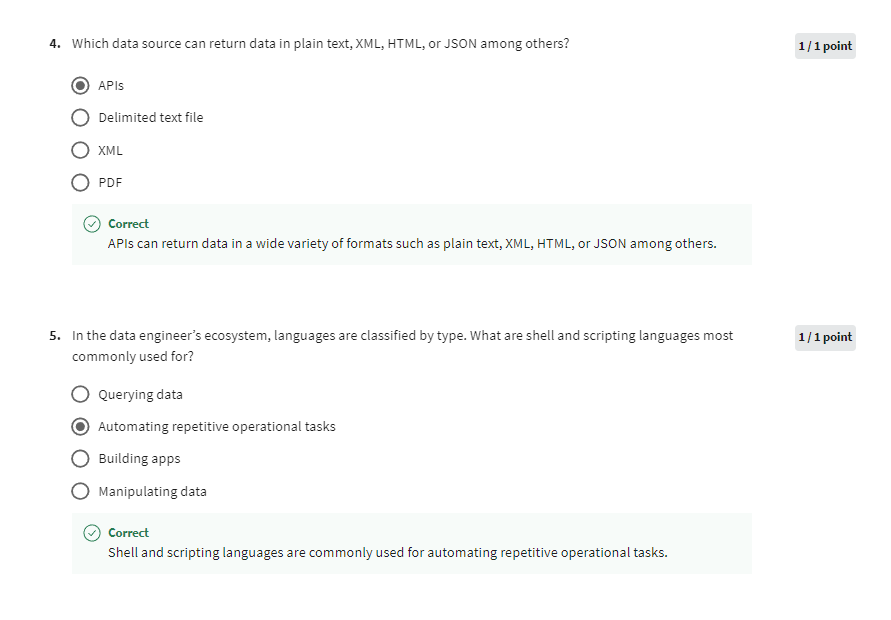 4. Which data source can return data in plain text, XML, HTML, or JSON among others?
1 / 1 point
APIs
Delimited text file
XML
PDF
Correct
APIs can return data in a wide variety of formats such as plain text, XML, HTML, or JSON among others.
5. In the data engineer’s ecosystem, languages are classified by type. What are shell and scripting languages most
commonly used for?
1 / 1 point
Querying data
Automating repetitive operational tasks
Building apps
Manipulating data
Correct
Shell and scripting languages are commonly used for automating repetitive operational tasks.